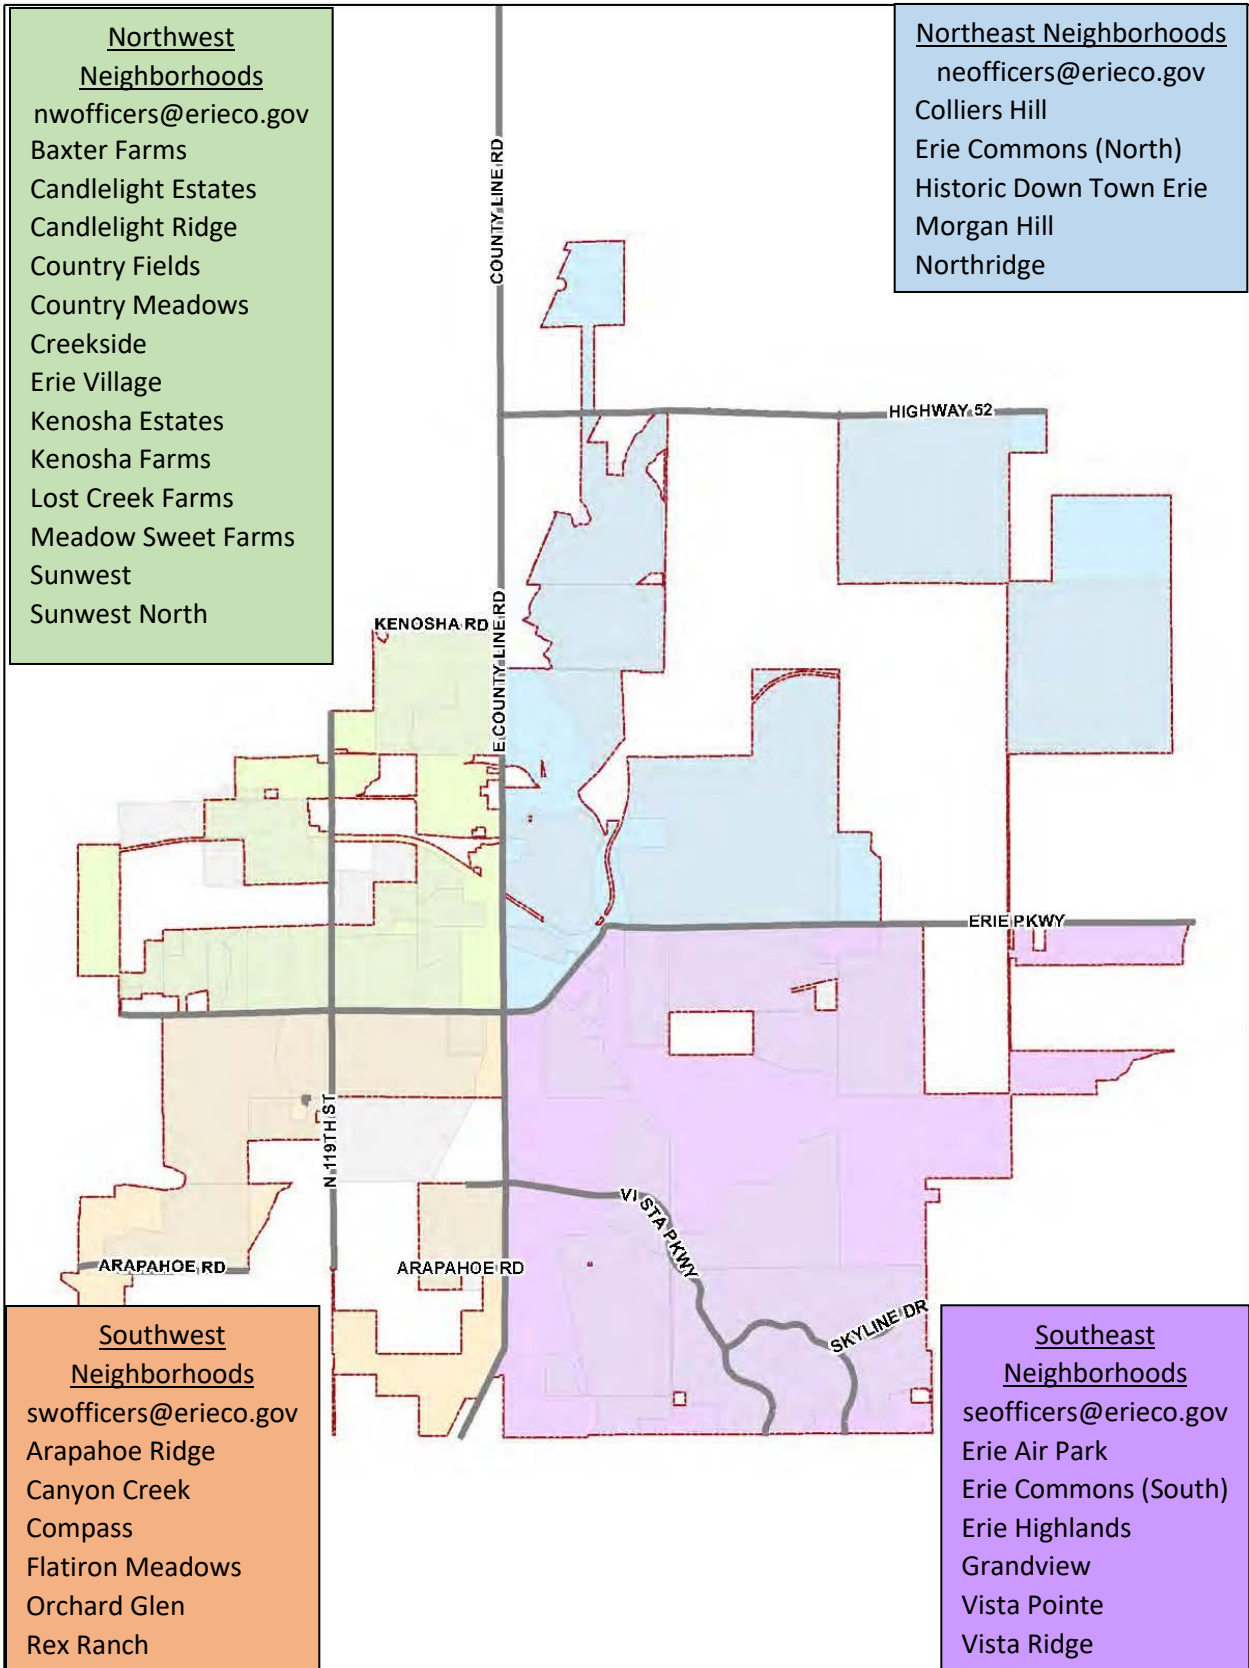 Northwest
Neighborhoods
nwofficers@erieco.gov
Baxter Farms
Candlelight Estates
Candlelight Ridge
Country Fields
Country Meadows
Creekside
Erie Village
Kenosha Estates
Kenosha Farms
Lost Creek Farms
Meadow Sweet Farms
Sunwest
Sunwest North
Northeast Neighborhoods
neofficers@erieco.gov
Colliers Hill
Erie Commons (North)
Historic Down Town Erie
Morgan Hill
Northridge
COUNTY LINE RD
HIGHWAY 52
KENOSHA RD
E COUNTY LINE RD
ERIE PKWY
N 119TH ST
VISTA PKWY
ARAPAHOE RD
ARAPAHOE RD
SKYLINE DR
Southwest
Neighborhoods
swofficers@erieco.gov
Arapahoe Ridge
Canyon Creek
Compass
Flatiron Meadows
Orchard Glen
Rex Ranch
Southeast
Neighborhoods
seofficers@erieco.gov
Erie Air Park
Erie Commons (South)
Erie Highlands
Grandview
Vista Pointe
Vista Ridge